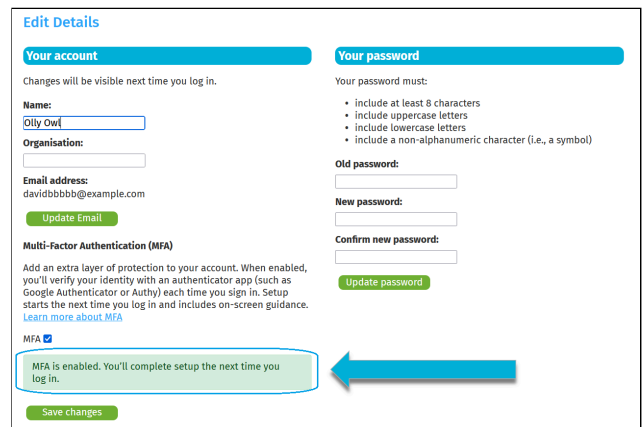 Edit Details
Your account
Changes will be visible next time you log in.
Name:
Olly Owl
Organisation:
Email address:
davidbbbbb@example.com
Update Email
Multi-Factor Authentication (MFA)
Add an extra layer of protection to your account. When enabled,
you'll verify your identity with an authenticator app (such as
Google Authenticator or Authy) each time you sign in. Setup
starts the next time you log in and includes on-screen guidance.
Learn more about MFA
MFA
MFA is enabled. You'll complete setup the next time you
log in.
Save changes
Your password
Your password must:
• include at least 8 characters
• include uppercase letters
• include lowercase letters
• include a non-alphanumeric character (i.e., a symbol)
Old password:
New password:
Confirm new password:
Update password